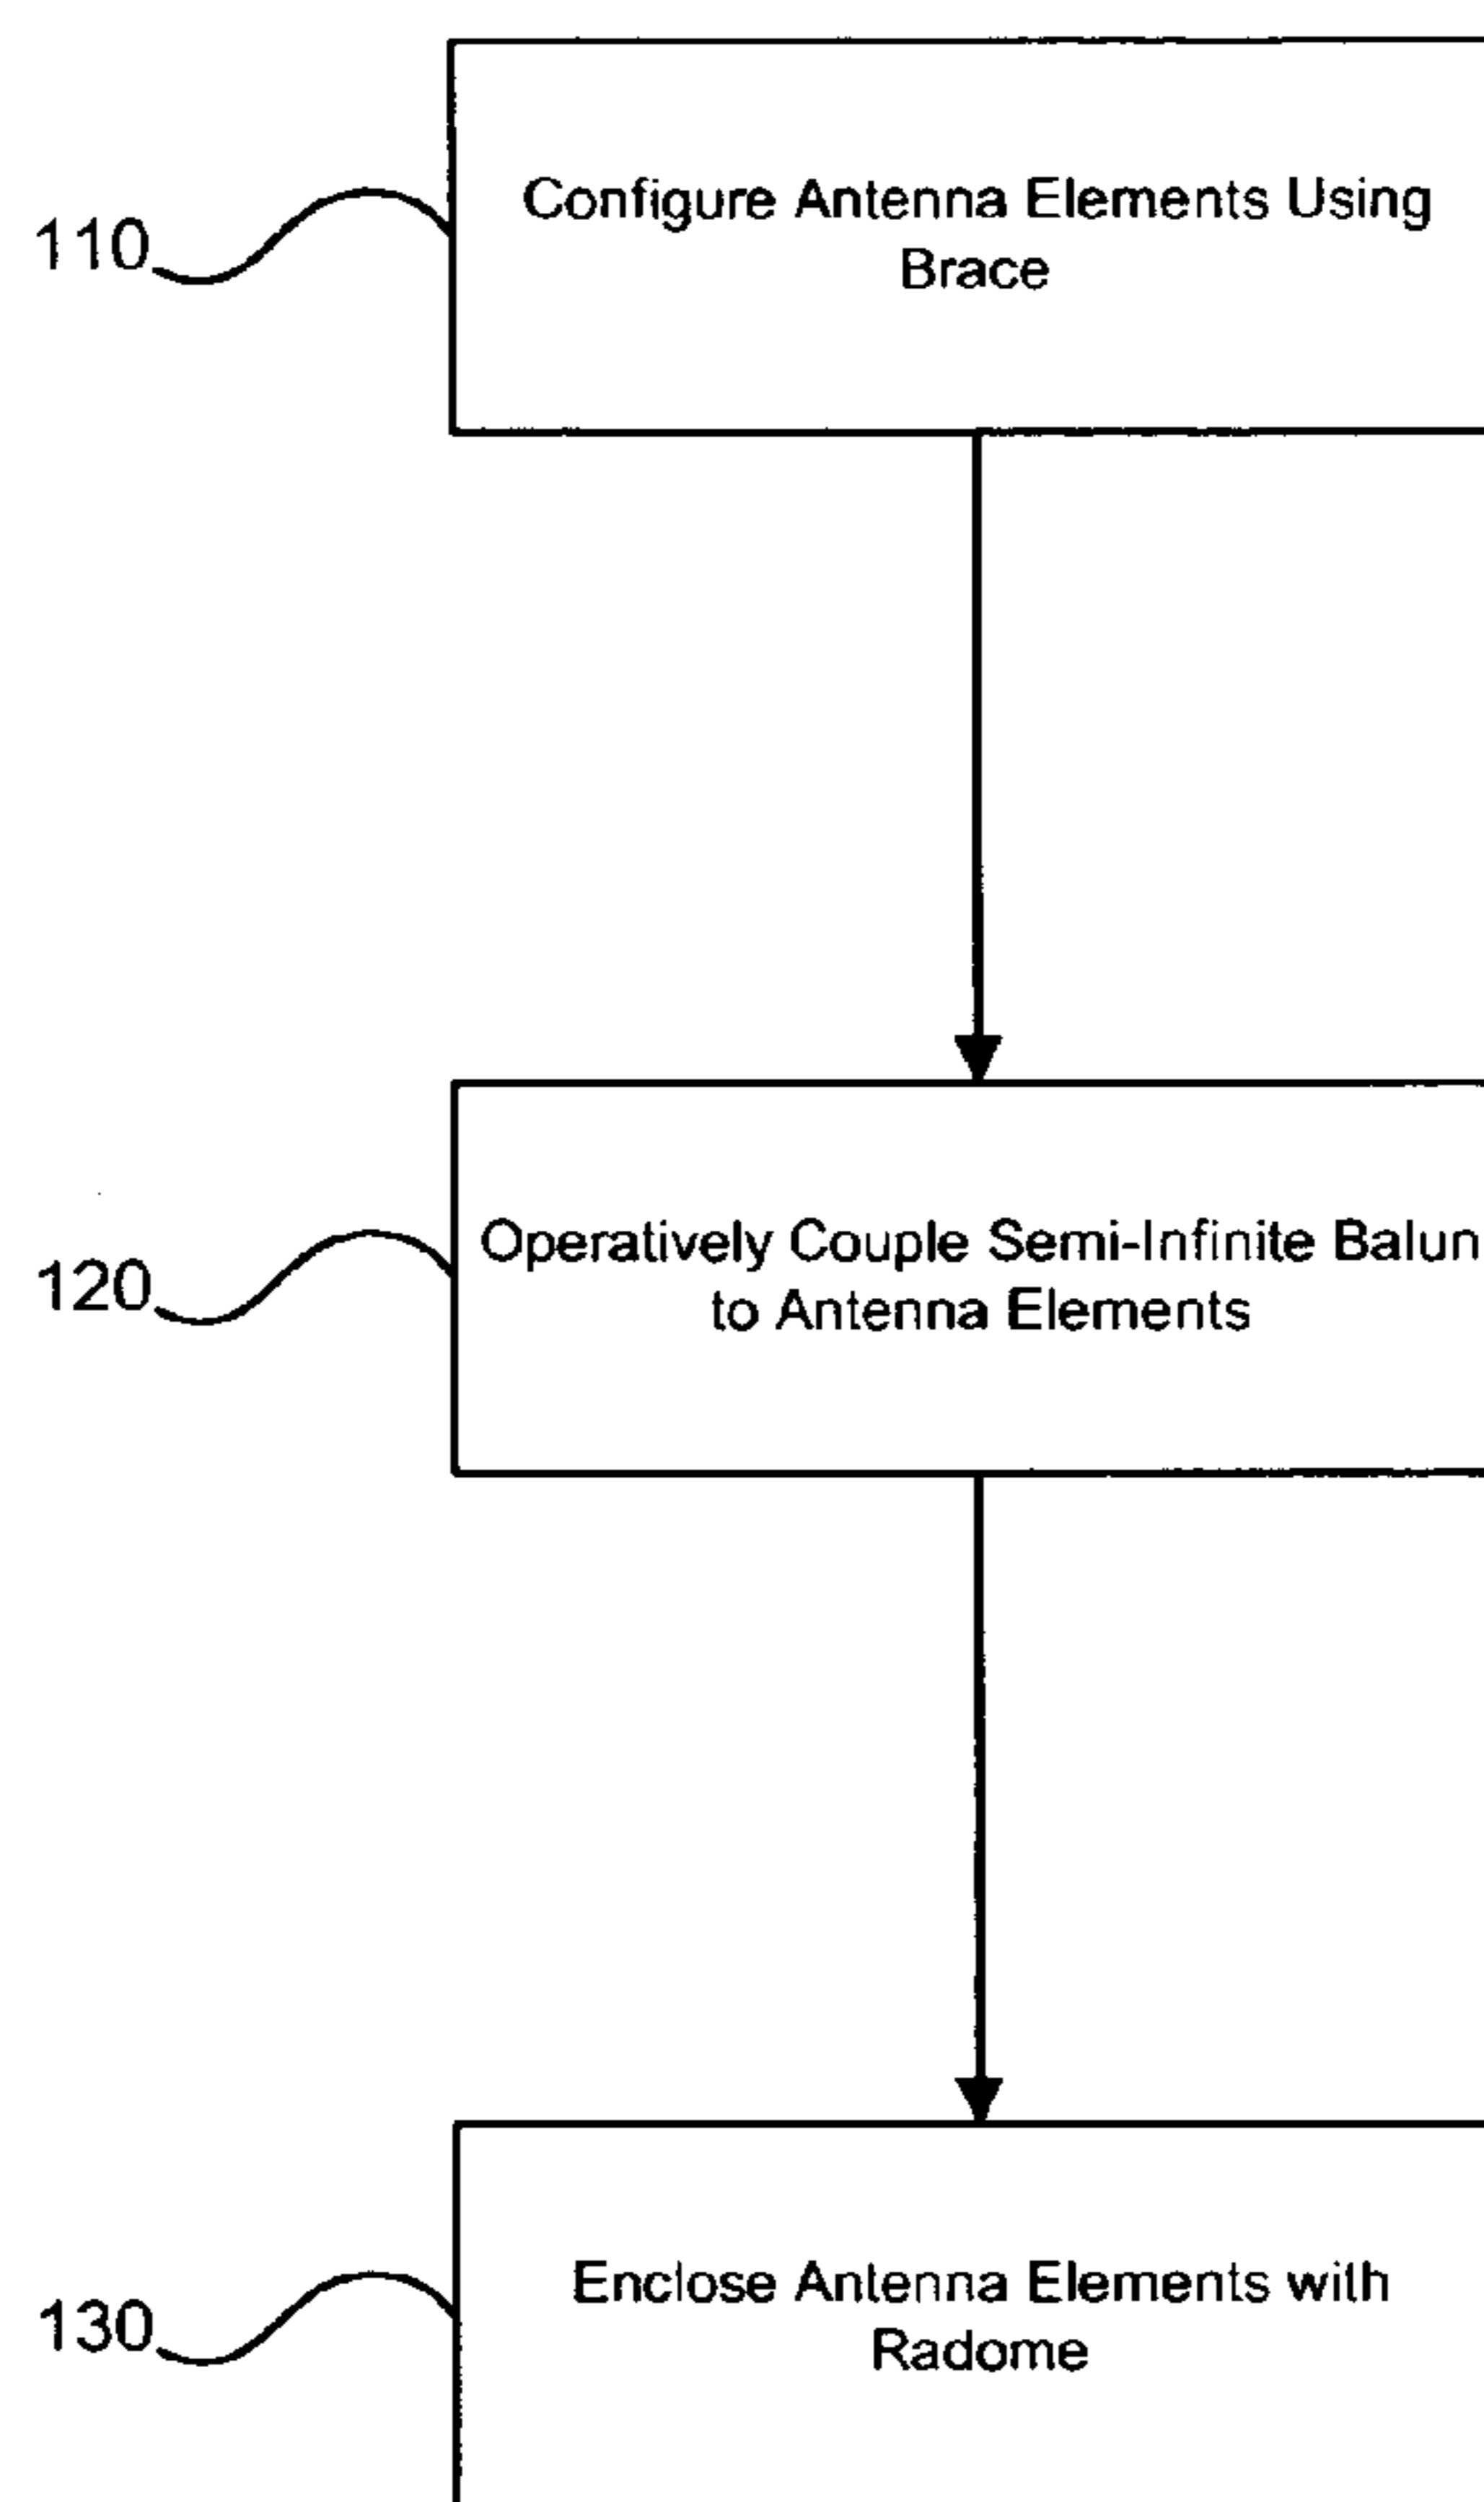 Configure Antenna Elements Using
Brace
110
Operatively Couple Semi-Infinite Balun
to Antenna Elements
120
Enclose Antenna Elements with
Radome
130